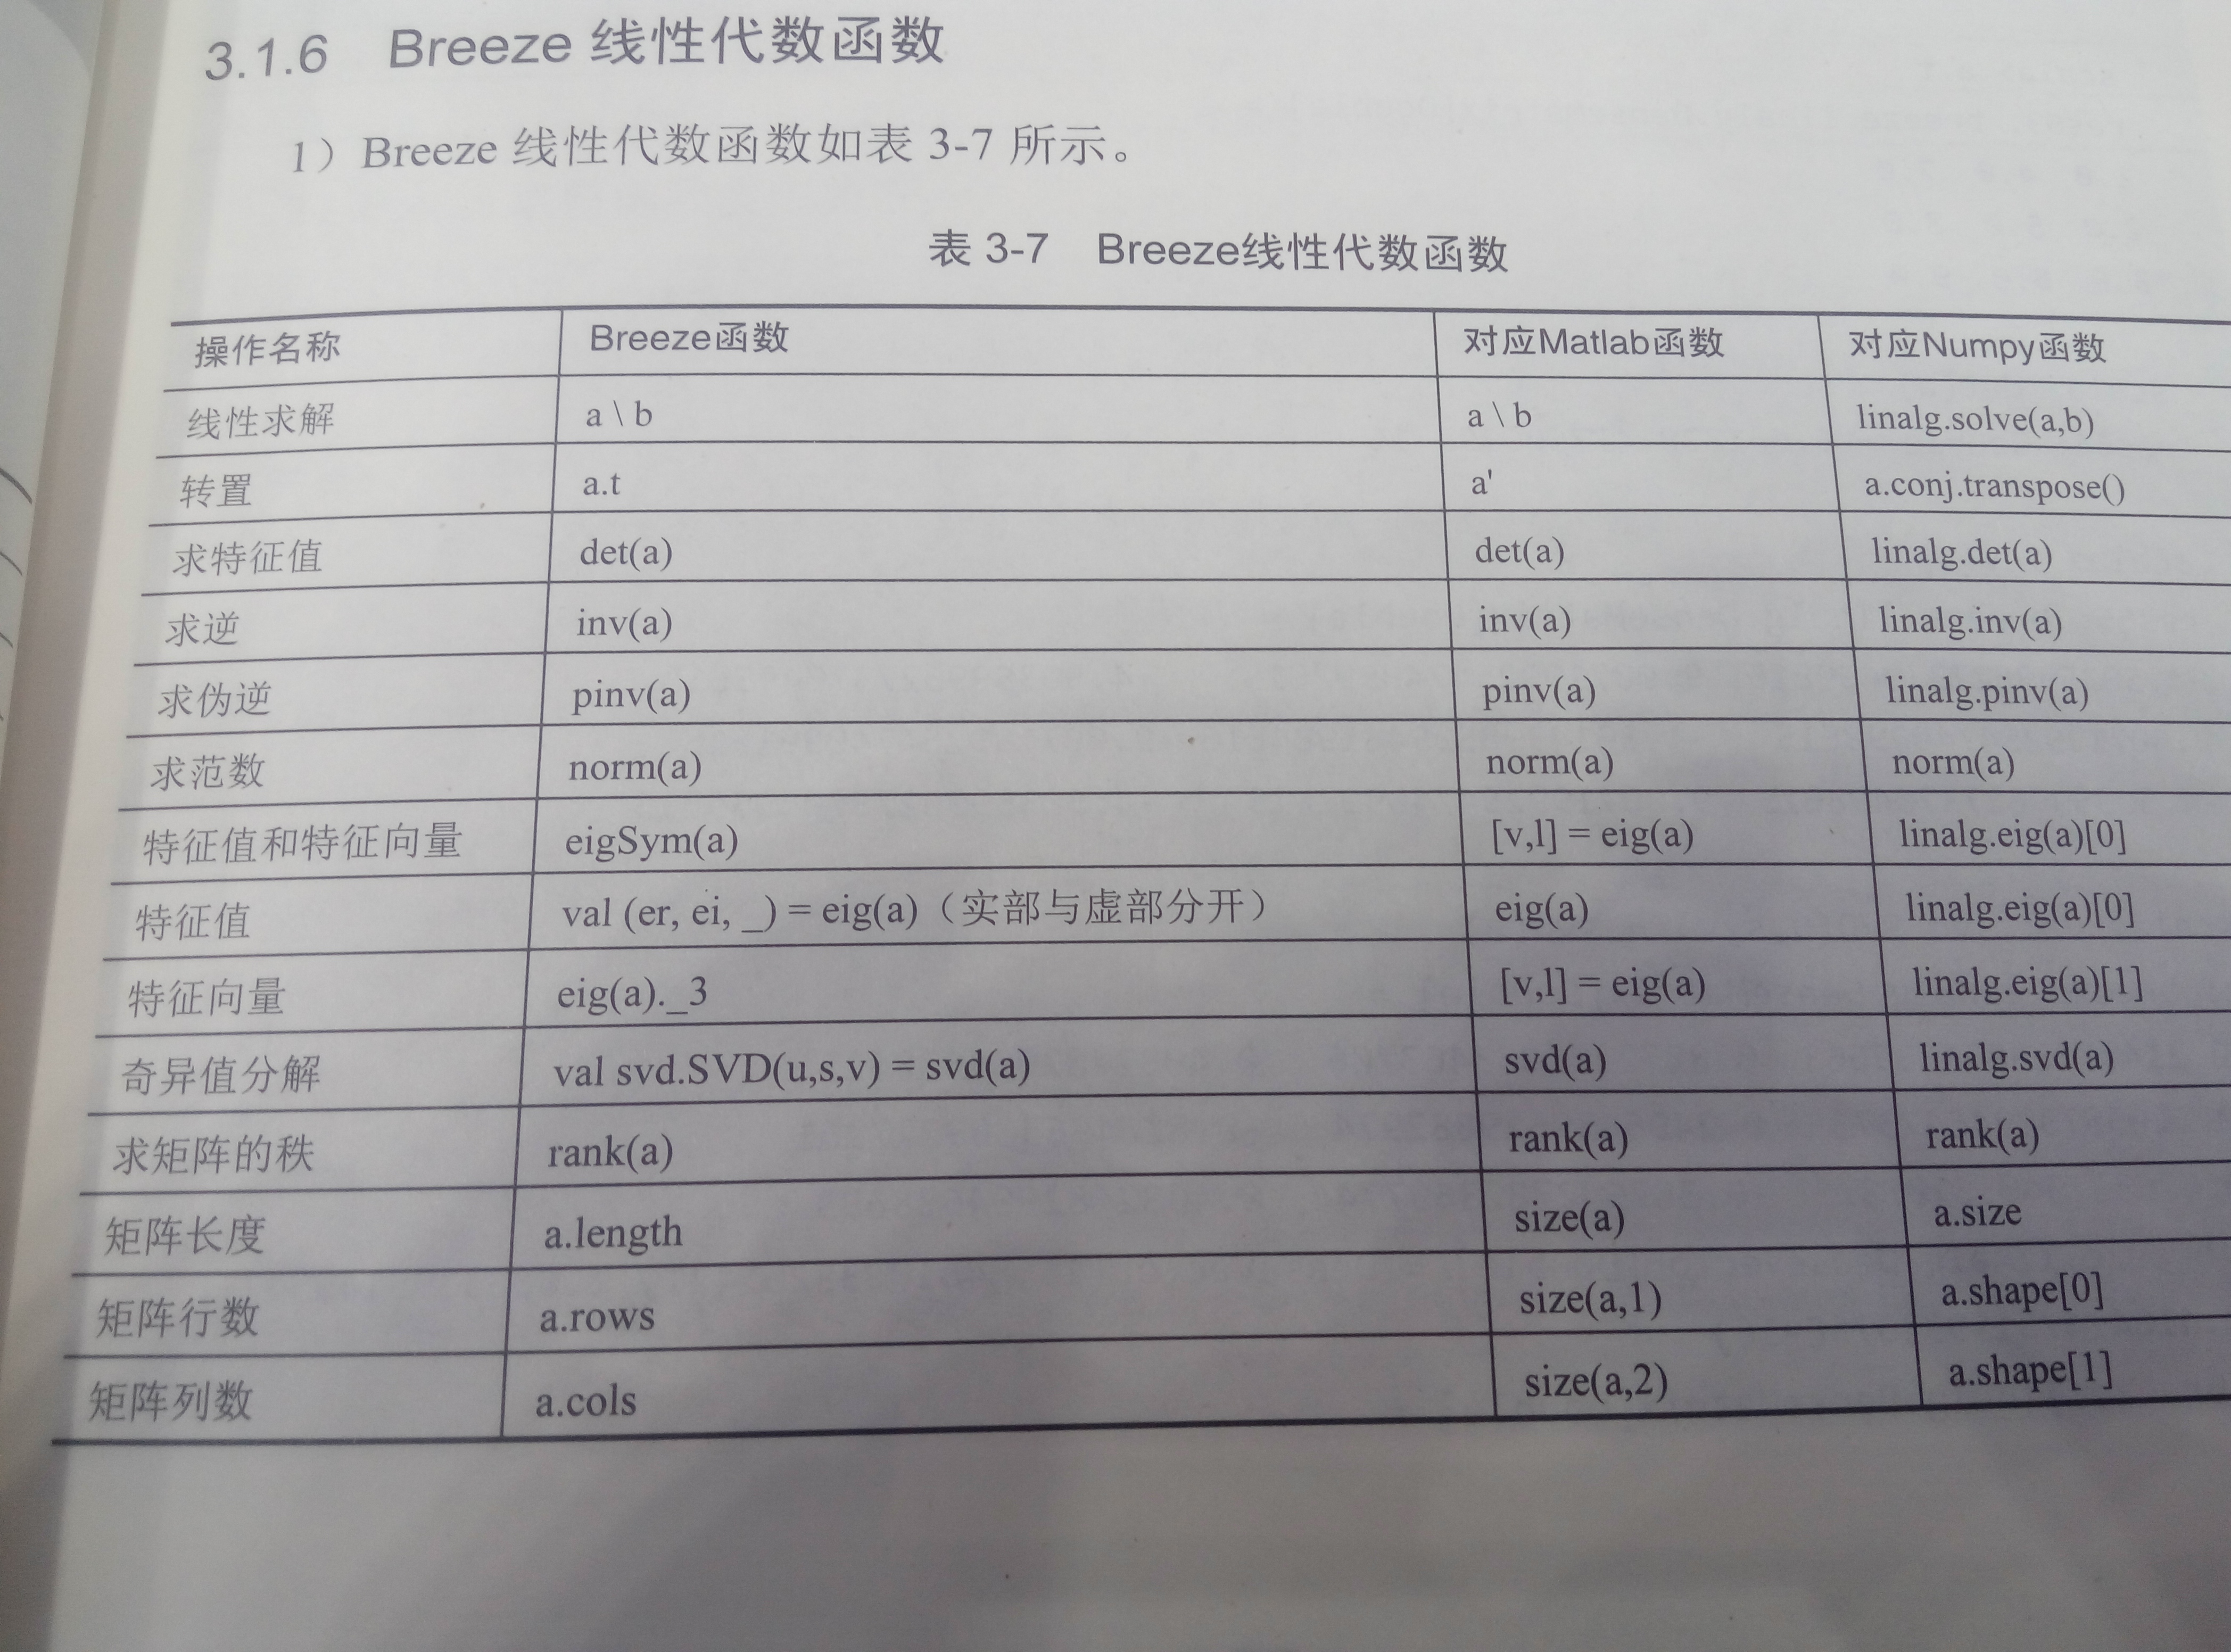 3.1.6 Breeze 线性代数函数
1）Breeze 线性代数函数如表 3-7 所示。
表 3-7 Breeze线性代数函数
操作名称 Breeze函数 对应Matlab函数 对应Numpy函数
线性求解 a \ b a \ b linalg.solve(a,b)
转置 a.t a' a.conj.transpose()
求特征值 det(a) det(a) linalg.det(a)
求逆 inv(a) inv(a) linalg.inv(a)
求伪逆 pinv(a) pinv(a) linalg.pinv(a)
求范数 norm(a) norm(a) norm(a)
特征值和特征向量 eigSym(a) [v,l] = eig(a) linalg.eig(a)[0]
特征值 val (er, ei, _) = eig(a)（实部与虚部分开） eig(a) linalg.eig(a)[0]
特征向量 eig(a)._3 [v,l] = eig(a) linalg.eig(a)[1]
奇异值分解 val svd.SVD(u,s,v) = svd(a) svd(a) linalg.svd(a)
求矩阵的秩 rank(a) rank(a) rank(a)
矩阵长度 a.length size(a) a.size
矩阵行数 a.rows size(a,1) a.shape[0]
矩阵列数 a.cols size(a,2) a.shape[1]